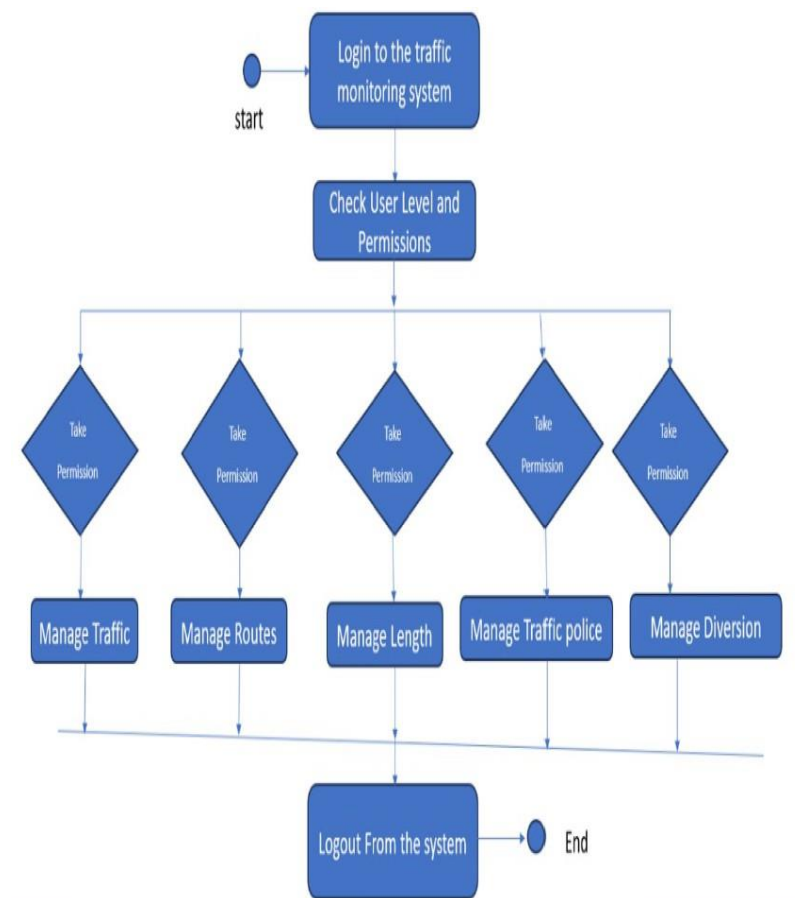 Login to the traffic
monitoring system
start
Check User Level and
Permissions
Take
Permission
Take
Permission
Take
Permission
Take
Permission
Take
Permission
Manage Traffic
Manage Routes
Manage Length
Manage Traffic police
Manage Diversion
Logout From the system
End